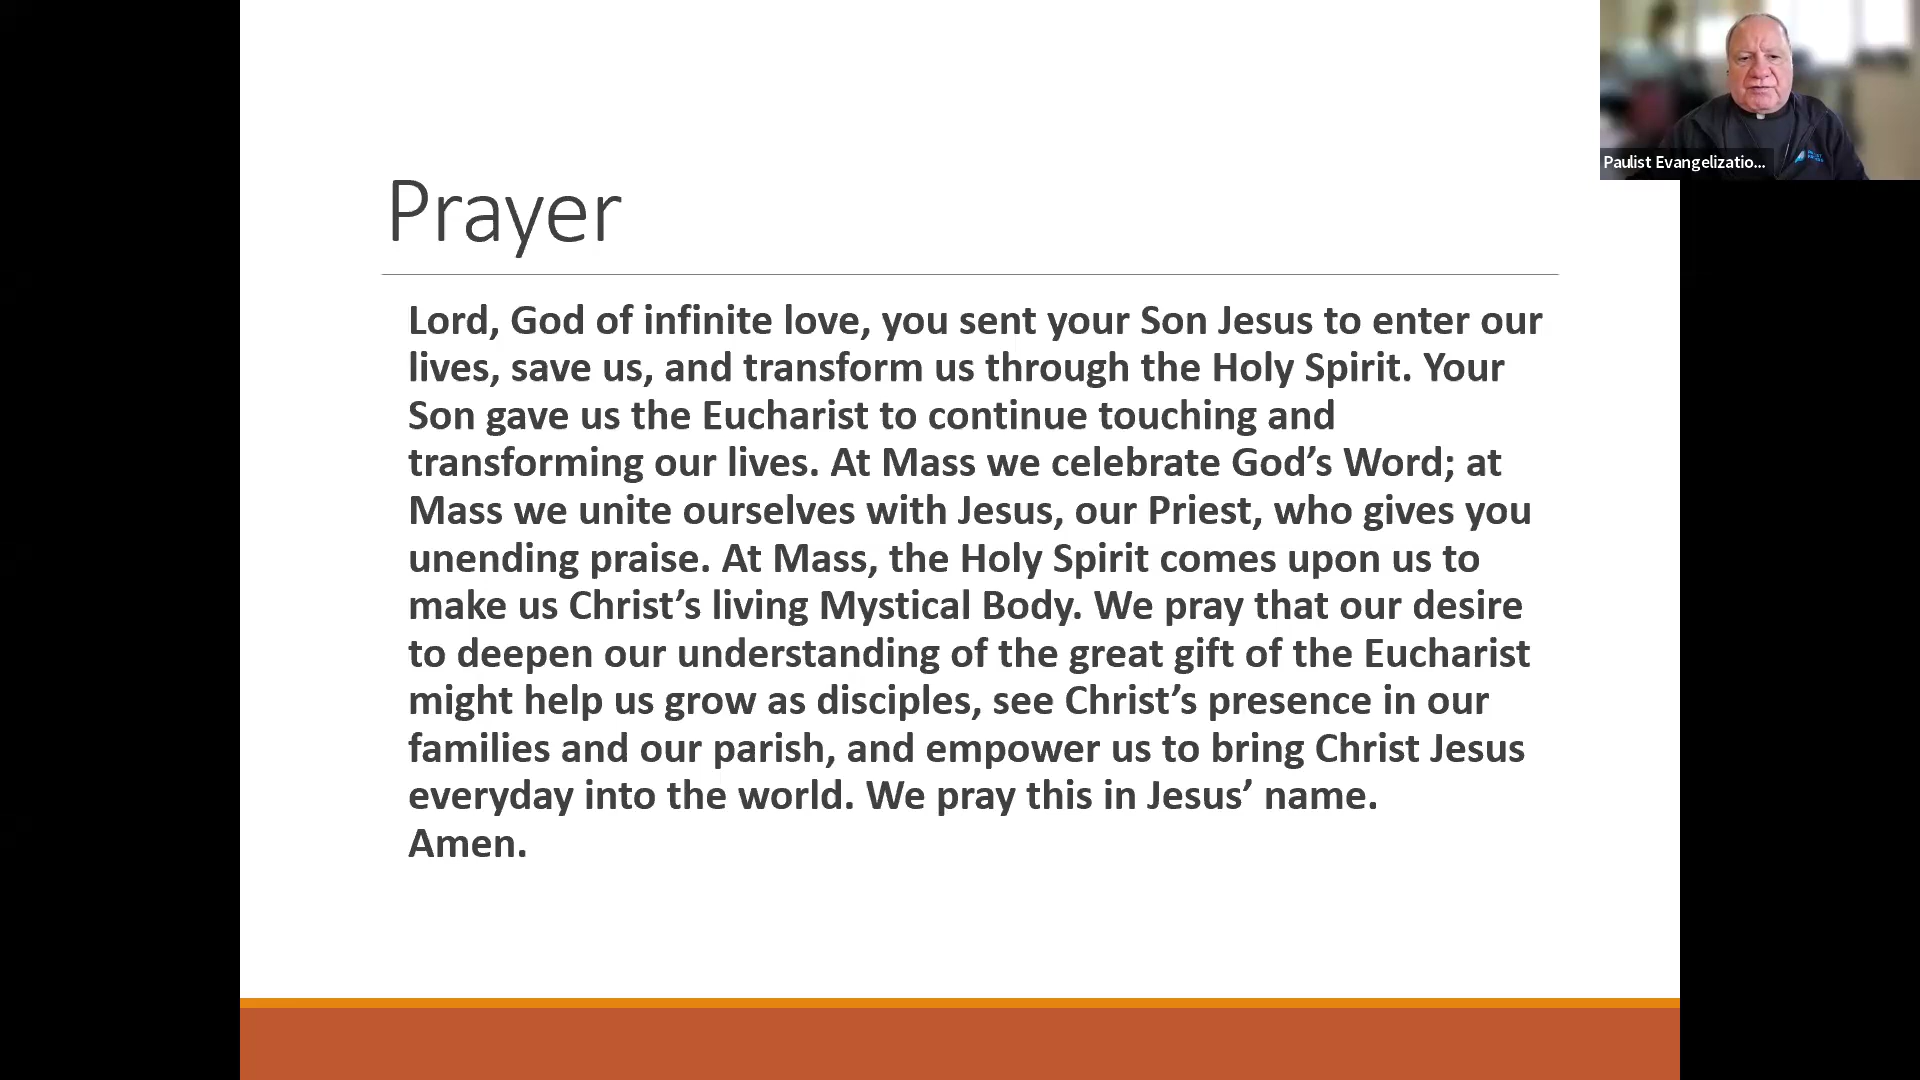 Paulist Evangelizatio...
Prayer
Lord, God of infinite love, you sent your Son Jesus to enter our
lives, save us, and transform us through the Holy Spirit. Your
Son gave us the Eucharist to continue touching and
transforming our lives. At Mass we celebrate God’s Word; at
Mass we unite ourselves with Jesus, our Priest, who gives you
unending praise. At Mass, the Holy Spirit comes upon us to
make us Christ’s living Mystical Body. We pray that our desire
to deepen our understanding of the great gift of the Eucharist
might help us grow as disciples, see Christ’s presence in our
families and our parish, and empower us to bring Christ Jesus
everyday into the world. We pray this in Jesus’ name.
Amen.